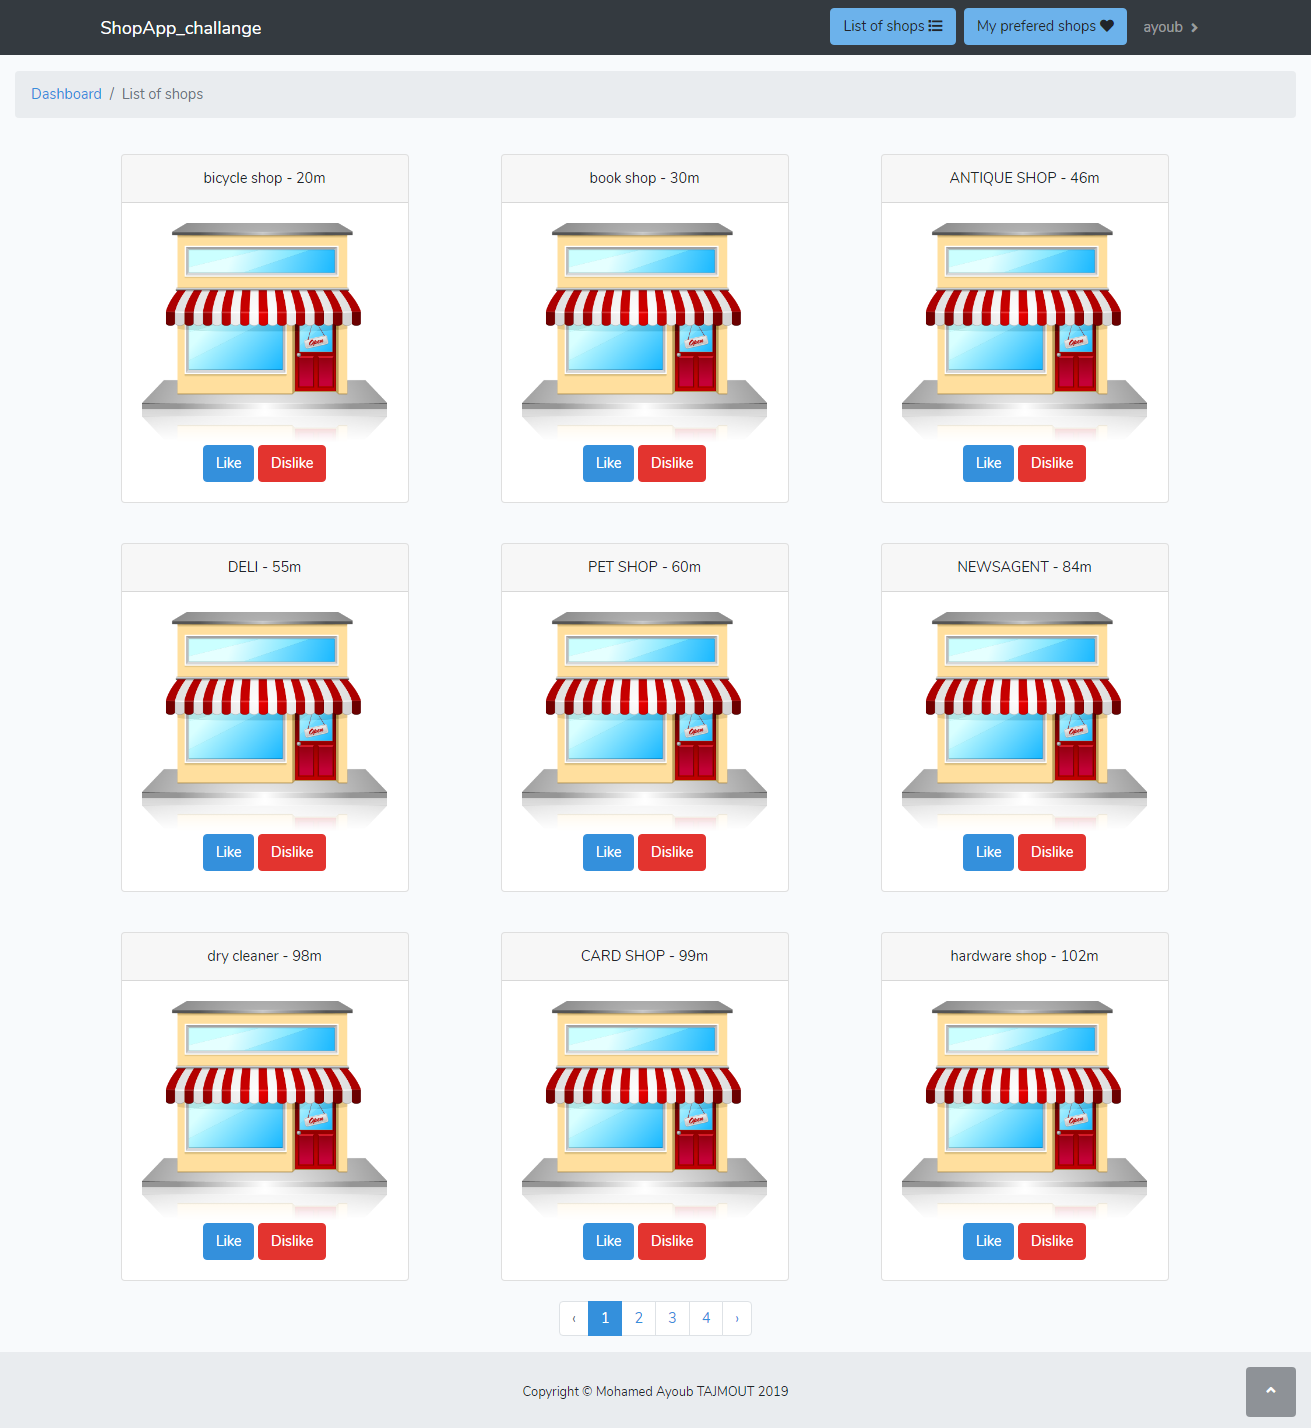 ShopApp_challange
List of shops
My prefered shops
ayoub
Dashboard / List of shops
bicycle shop - 20m
Open
Like
Dislike
book shop - 30m
Open
Like
Dislike
ANTIQUE SHOP - 46m
Open
Like
Dislike
DELI - 55m
Open
Like
Dislike
PET SHOP - 60m
Open
Like
Dislike
NEWSAGENT - 84m
Open
Like
Dislike
dry cleaner - 98m
Open
Like
Dislike
CARD SHOP - 99m
Open
Like
Dislike
hardware shop - 102m
Open
Like
Dislike
‹ 1 2 3 4 ›
Copyright © Mohamed Ayoub TAJMOUT 2019